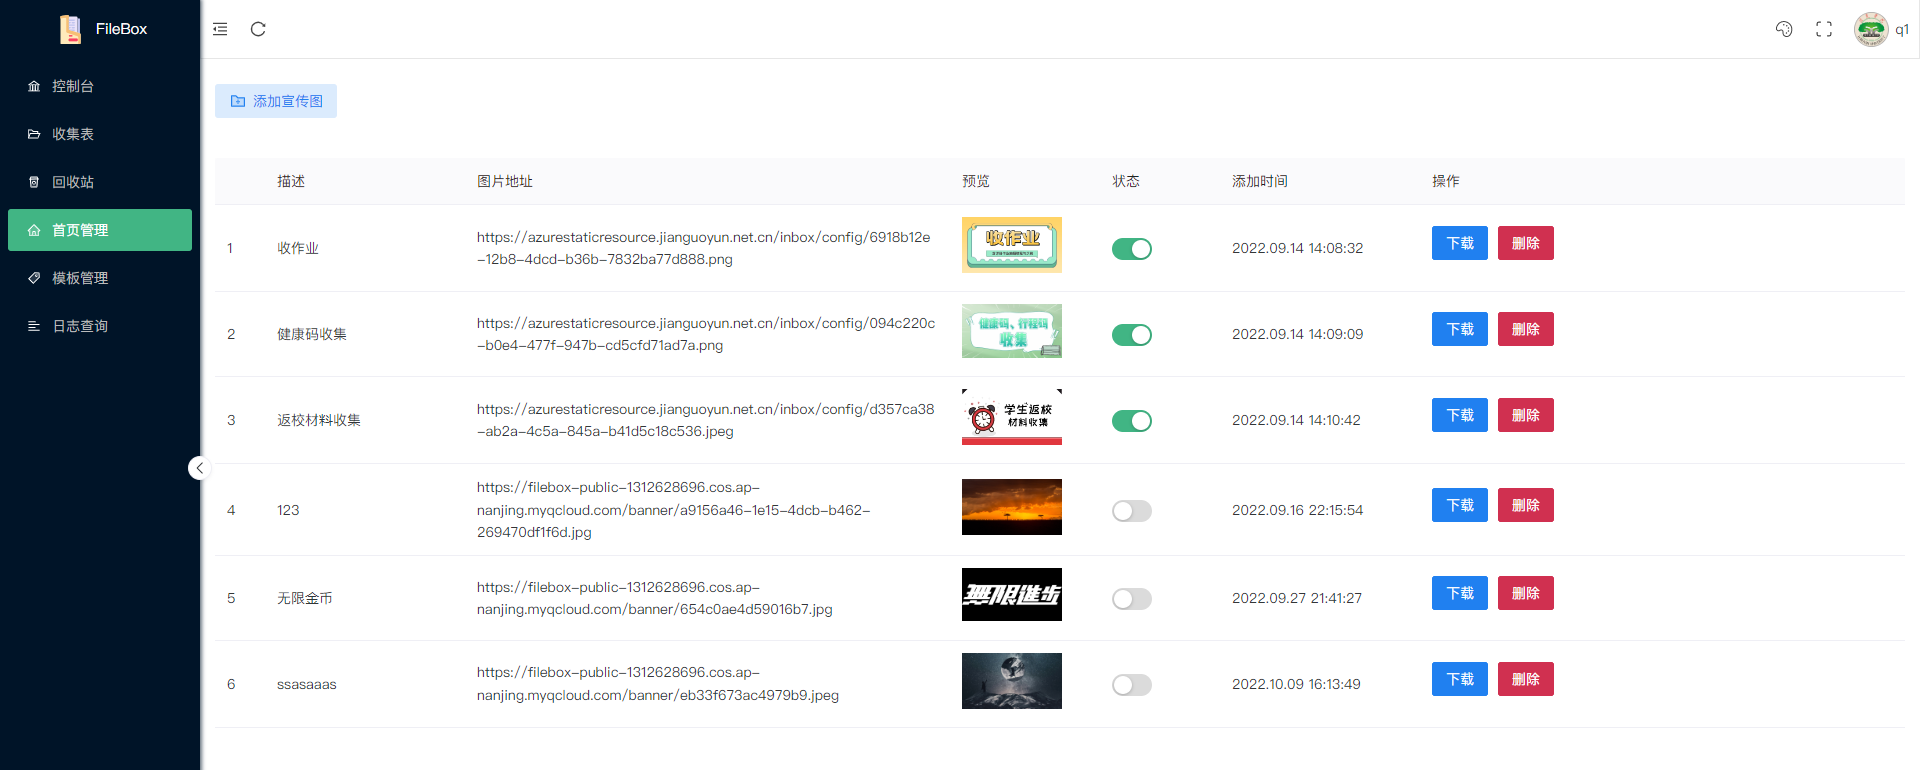 FileBox
q1
控制台
收集表
回收站
首页管理
模板管理
日志查询
添加宣传图
描述 图片地址 预览 状态 添加时间 操作
1 收作业 https://azurestaticresource.jianguoyun.net.cn/inbox/config/6918b12e
-12b8-4dcd-b36b-7832ba77d888.png
收作业
2022.09.14 14:08:32 下载 删除
2 健康码收集 https://azurestaticresource.jianguoyun.net.cn/inbox/config/094c220c
-b0e4-477f-947b-cd5cfd71ad7a.png
健康码、行程码
收集
2022.09.14 14:09:09 下载 删除
3 返校材料收集 https://azurestaticresource.jianguoyun.net.cn/inbox/config/d357ca38
-ab2a-4c5a-845a-b41d5c18c536.jpeg
学生返校
材料收集
2022.09.14 14:10:42 下载 删除
4 123 https://filebox-public-1312628696.cos.ap-
nanjing.myqcloud.com/banner/a9156a46-1e15-4dcb-b462-
269470df1f6d.jpg
2022.09.16 22:15:54 下载 删除
5 无限金币 https://filebox-public-1312628696.cos.ap-
nanjing.myqcloud.com/banner/654c0ae4d59016b7.jpg
無限進步
2022.09.27 21:41:27 下载 删除
6 ssasaaas https://filebox-public-1312628696.cos.ap-
nanjing.myqcloud.com/banner/eb33f673ac4979b9.jpeg
2022.10.09 16:13:49 下载 删除